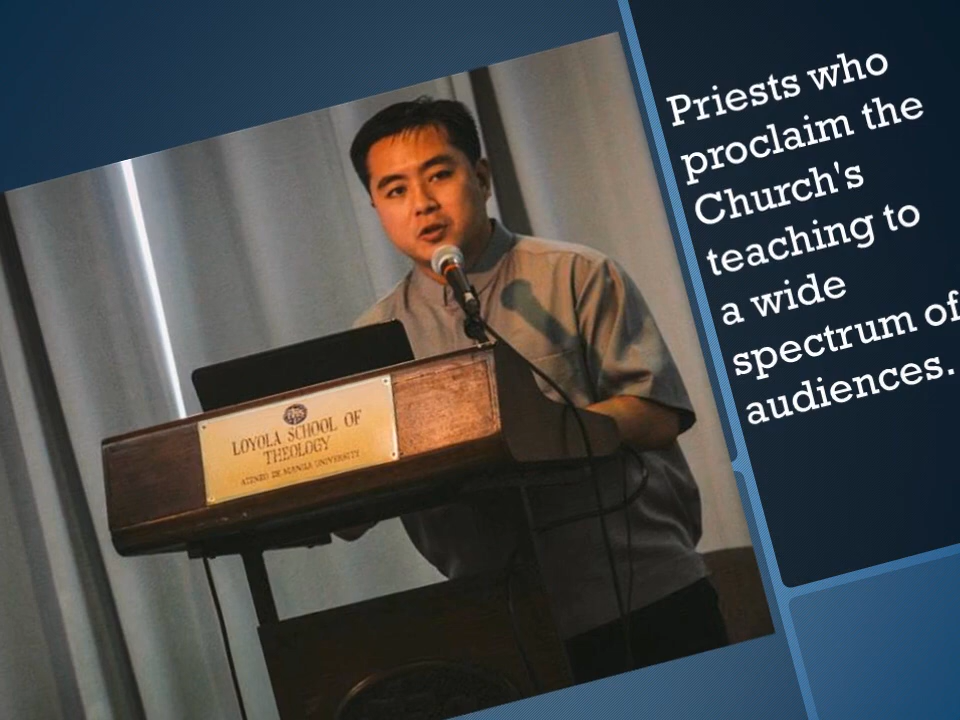 LOYOLA SCHOOL OF
THEOLOGY
ATENEO DE MANILA UNIVERSITY
Priests who
proclaim the
Church's
teaching to
a wide
spectrum of
audiences.